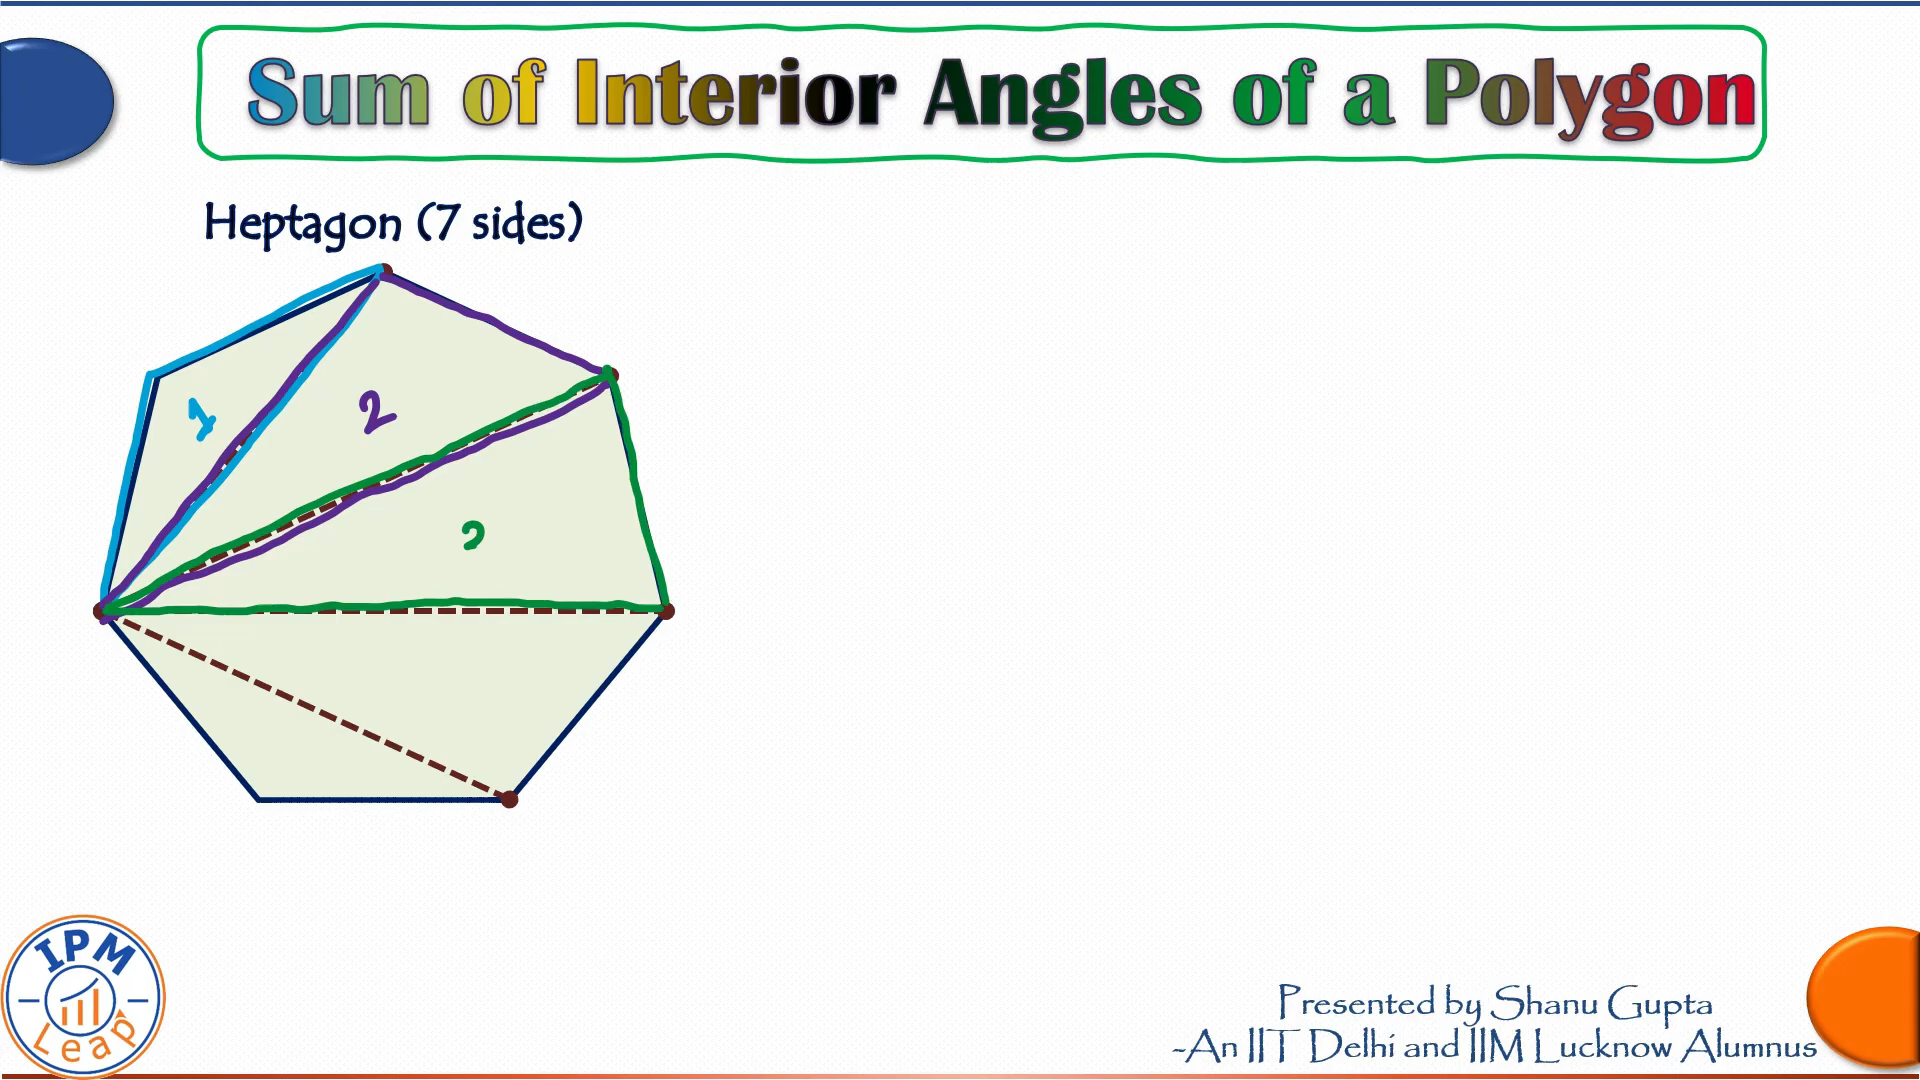 Sum of Interior Angles of a Polygon
Heptagon (7 sides)
1
2
IPM
Leap
Presented by Shanu Gupta
-An IIT Delhi and IIM Lucknow Alumnus